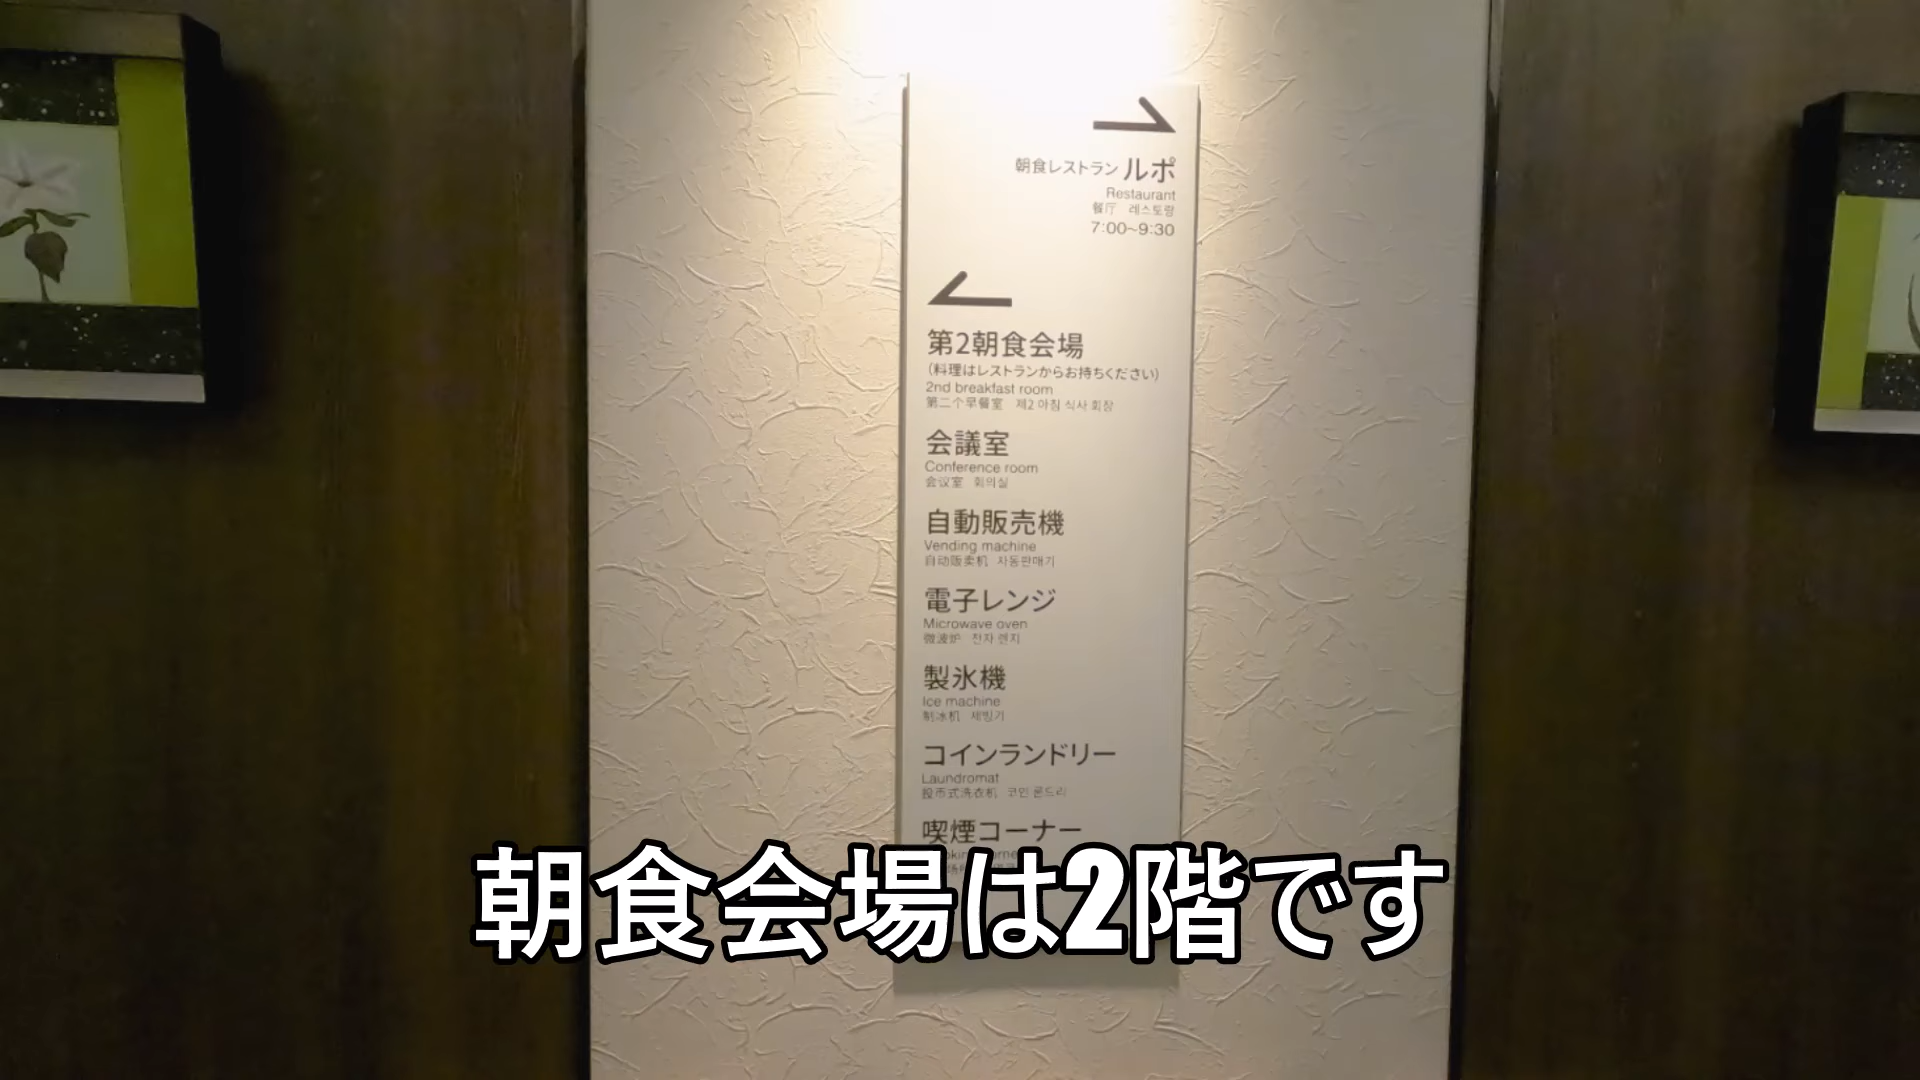 朝食レストラン ルポ
Restaurant
餐厅 레스토랑
7:00~9:30
第2朝食会場
(料理はレストランからお持ちください)
2nd breakfast room
第二个早餐室 제2 아침 식사 회장
会議室
Conference room
会议室 회의실
自動販売機
Vending machine
自动贩卖机 자동판매기
電子レンジ
Microwave oven
微波炉 전자 렌지
製氷機
Ice machine
制冰机 제빙기
コインランドリー
Laundromat
投币式洗衣机 코인 론드리
喫煙コーナー
朝食会場は2階です